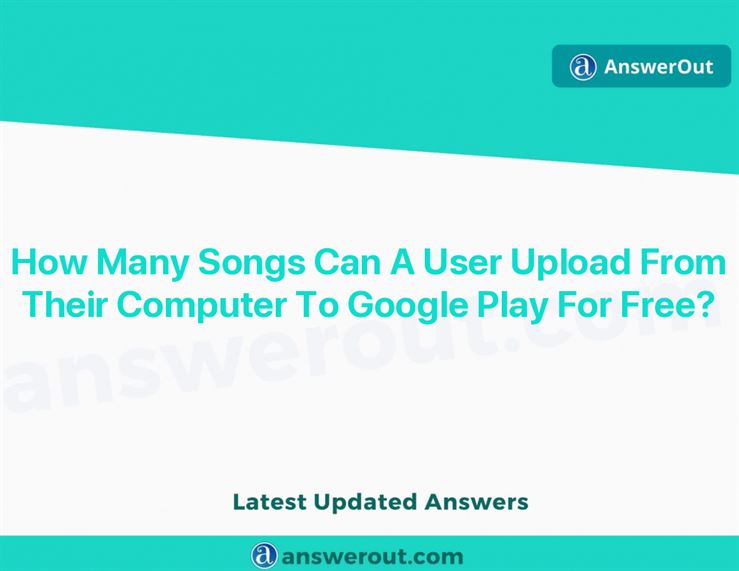 AnswerOut
How Many Songs Can A User Upload From
Their Computer To Google Play For Free?
answerout.com
Latest Updated Answers
answerout.com